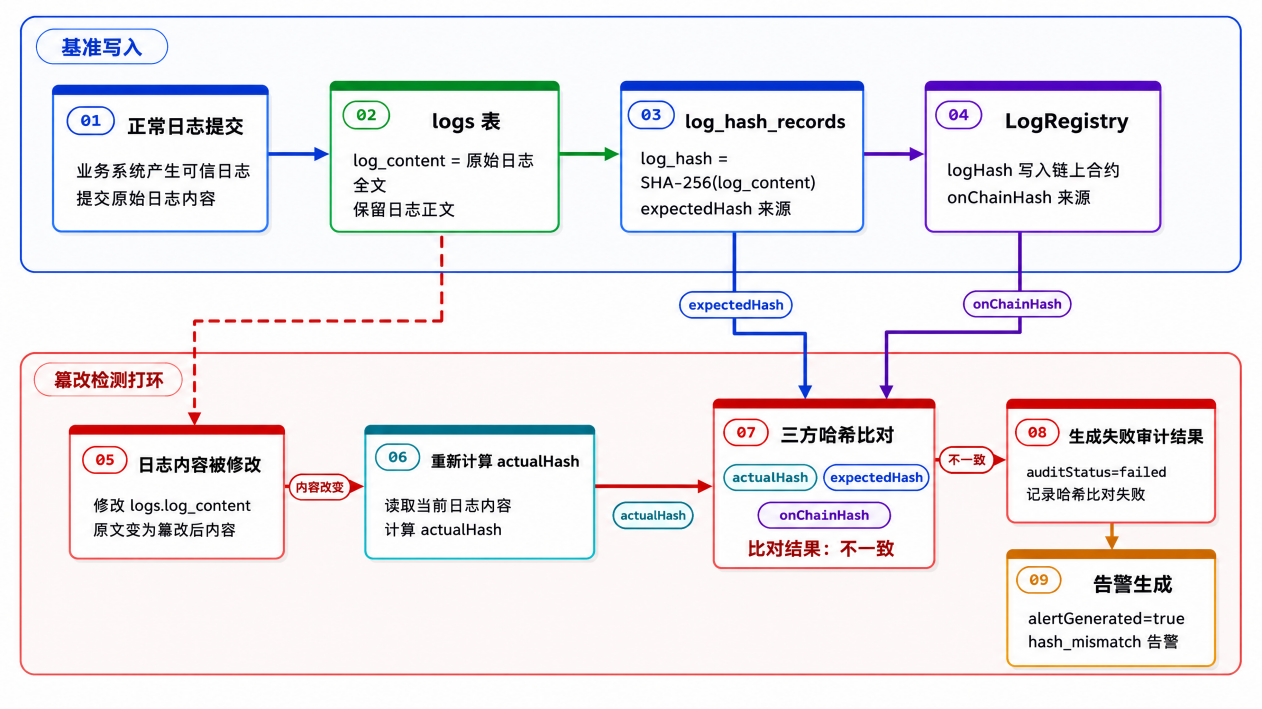 基准写入
01
正常日志提交
业务系统产生可信日志
提交原始日志内容
02
logs 表
log_content = 原始日志
全文
保留日志正文
03
log_hash_records
log_hash =
SHA-256(log_content)
expectedHash 来源
04
LogRegistry
logHash 写入链上合约
onChainHash 来源
expectedHash
onChainHash
篡改检测打环
05
日志内容被修改
修改 logs.log_content
原文变为篡改后内容
内容改变
06
重新计算 actualHash
读取当前日志内容
计算 actualHash
actualHash
07
三方哈希比对
actualHash
expectedHash
onChainHash
比对结果：不一致
不一致
08
生成失败审计结果
auditStatus=failed
记录哈希比对失败
09
告警生成
alertGenerated=true
hash_mismatch 告警